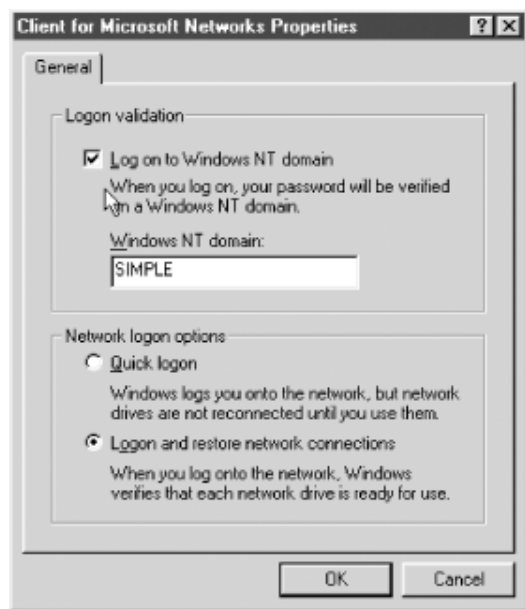 Client for Microsoft Networks Properties
General
Logon validation
Log on to Windows NT domain
When you log on, your password will be verified
on a Windows NT domain.
Windows NT domain:
SIMPLE
Network logon options
Quick logon
Windows logs you onto the network, but network
drives are not reconnected until you use them.
Logon and restore network connections
When you log onto the network, Windows
verifies that each network drive is ready for use.
OK
Cancel